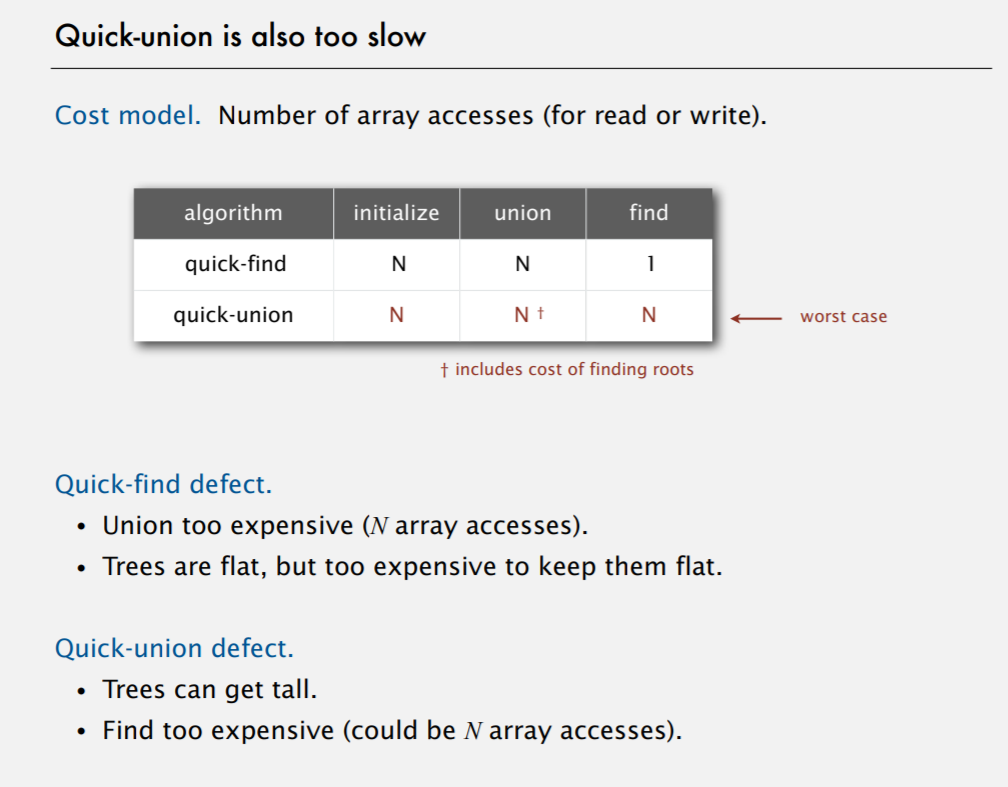 Quick-union is also too slow
Cost model. Number of array accesses (for read or write).
algorithm initialize union find
quick-find N N 1
quick-union N N † N
worst case
† includes cost of finding roots
Quick-find defect.
• Union too expensive (N array accesses).
• Trees are flat, but too expensive to keep them flat.
Quick-union defect.
• Trees can get tall.
• Find too expensive (could be N array accesses).